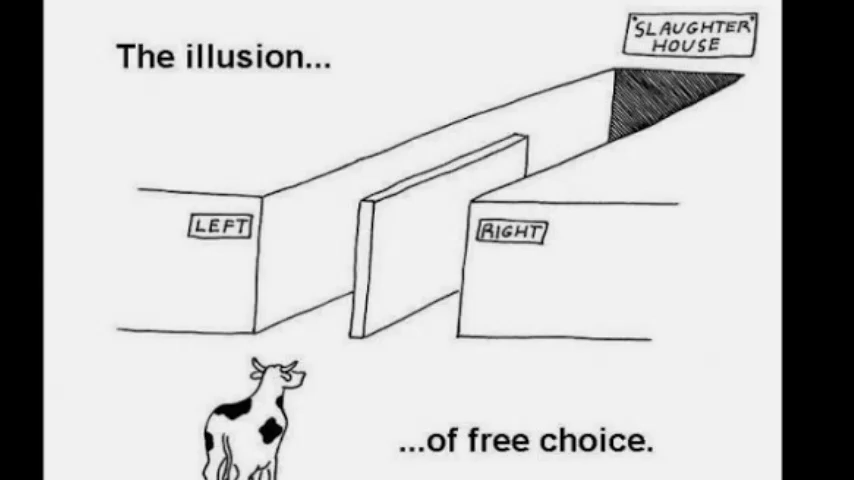 The illusion...
SLAUGHTER
HOUSE
LEFT
RIGHT
...of free choice.